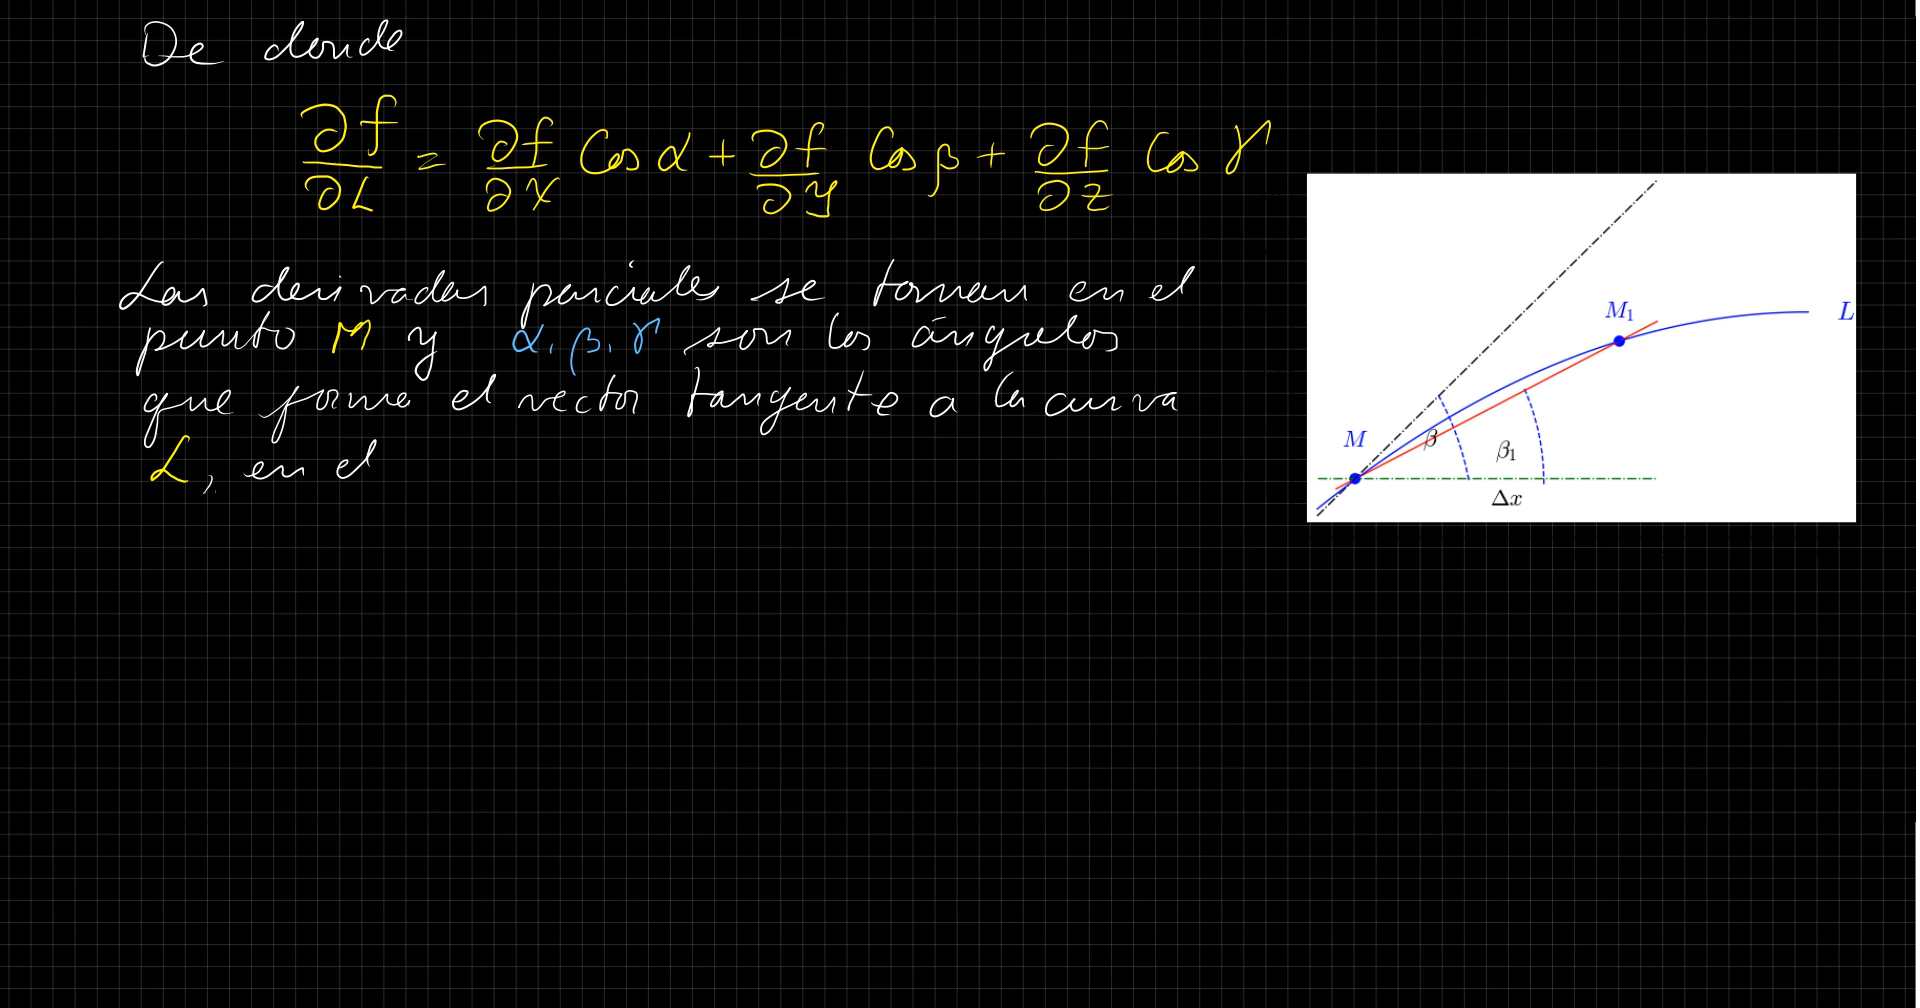 De donde
∂f/∂L = ∂f/∂x Cos α + ∂f/∂y Cos β + ∂f/∂z Cos γ
Las derivadas parciales se toman en el
punto M y α, β, γ son los ángulos
que forma el vector tangente a la curva
L, en el
M₁
L
M
β
β₁
Δx